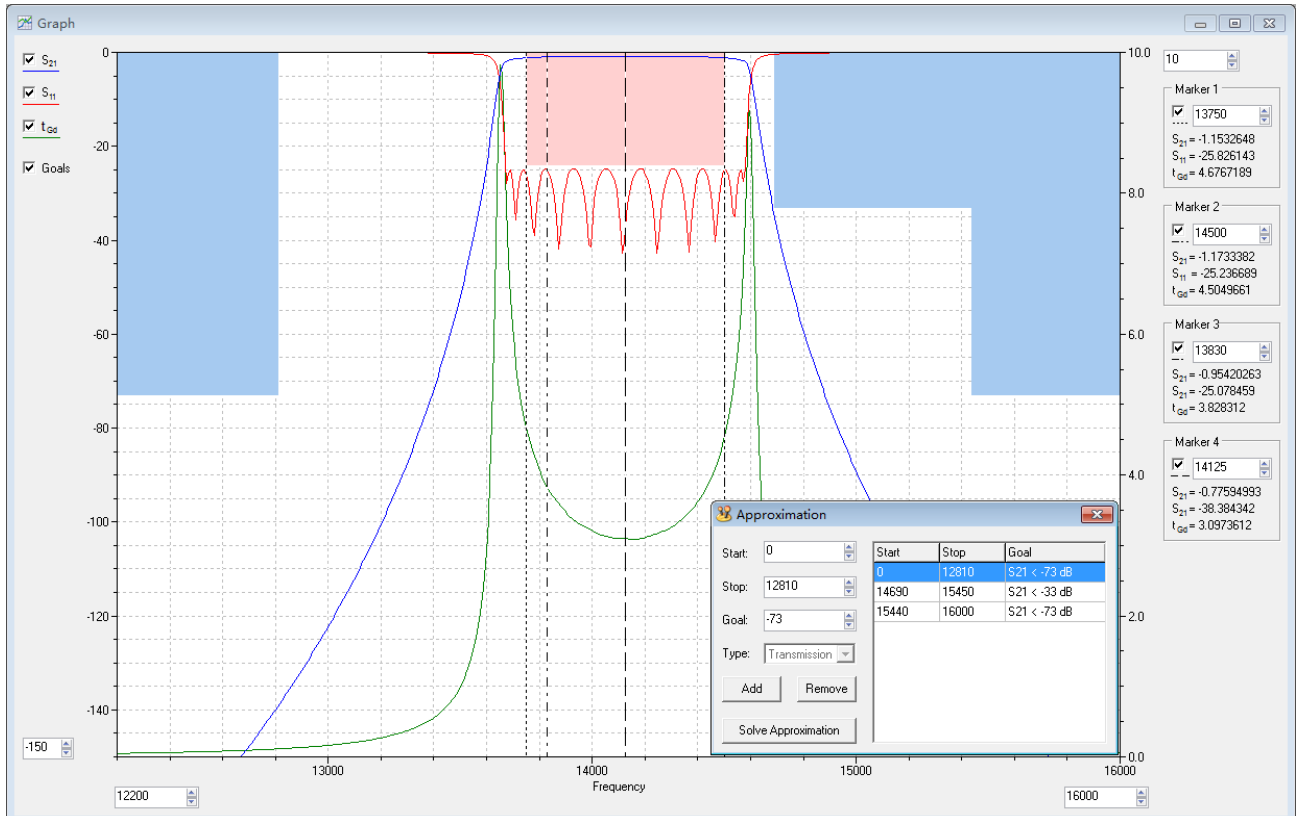 Graph
S21
S11
tGd
Goals
0
-20
-40
-60
-80
-100
-120
-140
-150
10.0
8.0
6.0
4.0
2.0
0.0
13000
14000
15000
16000
Frequency
12200
16000
10
Marker 1
13750
S21 = -1.1532648
S11 = -25.826143
tGd = 4.6767189
Marker 2
14500
S21 = -1.1733382
S11 = -25.236689
tGd = 4.5049661
Marker 3
13830
S21 = -0.95420263
S21 = -25.078459
tGd = 3.828312
Marker 4
14125
S21 = -0.77594993
S21 = -38.384342
tGd = 3.0973612
Approximation
Start: 0
Stop: 12810
Goal: -73
Type: Transmission
Add Remove
Solve Approximation
Start Stop Goal
0 12810 S21 < -73 dB
14690 15450 S21 < -33 dB
15440 16000 S21 < -73 dB